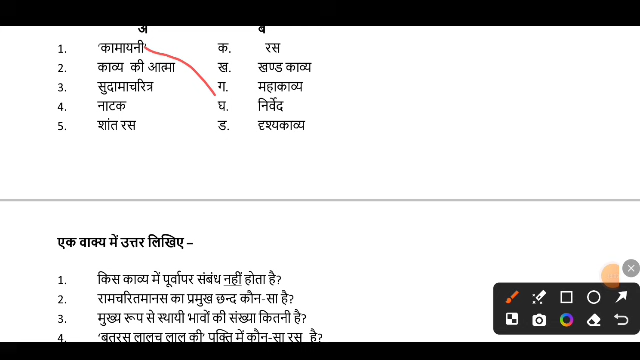 अ ब
1. 'कामायनी' क. रस
2. काव्य की आत्मा ख. खण्ड काव्य
3. सुदामाचरित्र ग. महाकाव्य
4. नाटक घ. निर्वेद
5. शांत रस ड. दृश्यकाव्य
एक वाक्य में उत्तर लिखिए –
1. किस काव्य में पूर्वापर संबंध नहीं होता है?
2. रामचरितमानस का प्रमुख छन्द कौन-सा है?
3. मुख्य रूप से स्थायी भावों की संख्या कितनी है?
4. 'बतरस लालच लाल की' पंक्ति में कौन-सा रस है?